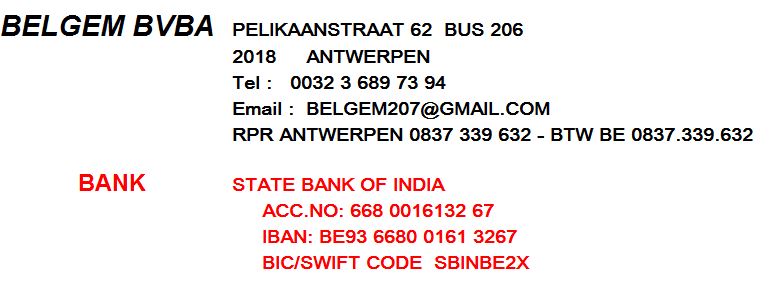 BELGEM BVBA PELIKAANSTRAAT 62 BUS 206
2018 ANTWERPEN
Tel : 0032 3 689 73 94
Email : BELGEM207@GMAIL.COM
RPR ANTWERPEN 0837 339 632 - BTW BE 0837.339.632
BANK STATE BANK OF INDIA
ACC.NO: 668 0016132 67
IBAN: BE93 6680 0161 3267
BIC/SWIFT CODE SBINBE2X